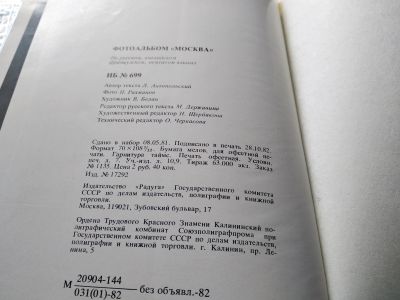 ФОТОАЛЬБОМ «МОСКВА»
На русском, английском
французском, немецком языках
ИБ № 699
Автор текста Л. Антопольский
Фото Н. Рахманов
Художник В. Белан
Редактор русского текста М. Державина
Художественный редактор Н. Щербакова
Технический редактор О. Черкасова
Сдано в набор 08.05.81. Подписано в печать 28.10.82.
Формат 70 × 108 1/32. Бумага мелов. для офсетной пе-
чати. Гарнитура таймс. Печать офсетная. Условн.
печ. л. 7. Уч.-изд. л. 10,9. Тираж 63.000 экз. Заказ
№ 1135. Цена 2 руб. 40 коп.
Изд. № 17292
Издательство «Радуга» Государственного комитета
СССР по делам издательств, полиграфии и книжной
торговли.
Москва, 119021, Зубовский бульвар, 17
Ордена Трудового Красного Знамени Калининский по-
лиграфический комбинат Союзполиграфпрома при
Государственном комитете СССР по делам издательств,
полиграфии и книжной торговли. г. Калинин, пр. Ле-
нина, 5
М 20904-144
031(01)-82 без объявл.-82